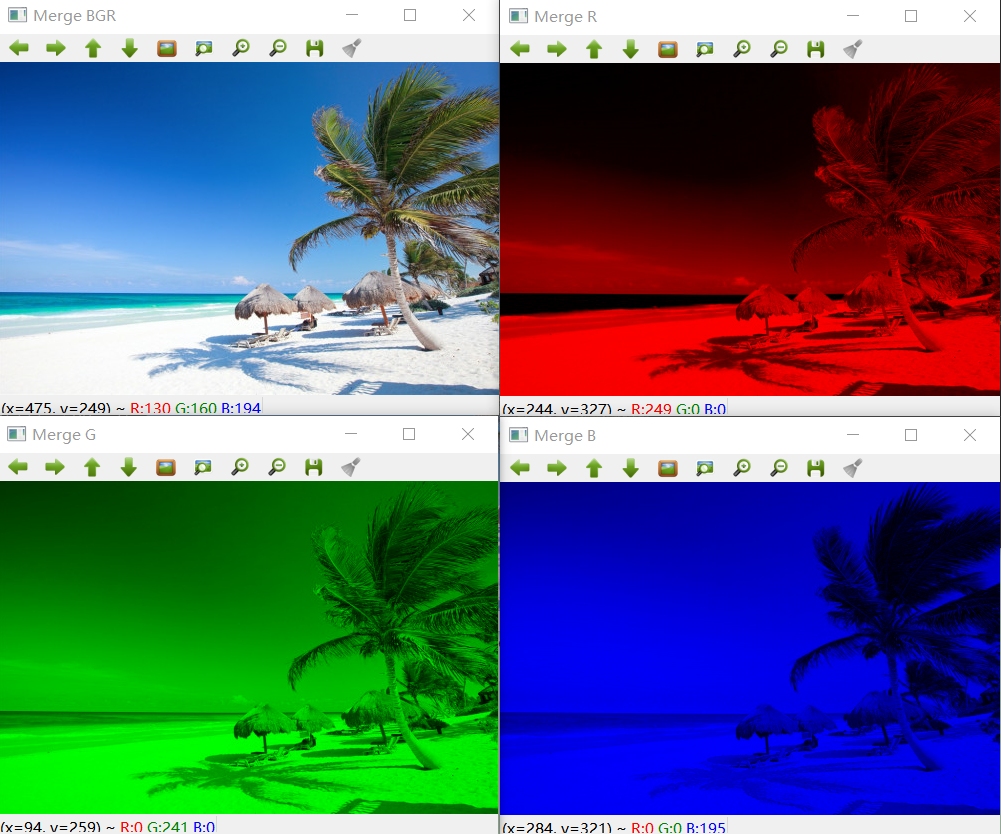 Merge BGR
Merge R
(x=475, y=249) ~ R:130 G:160 B:194
(x=244, y=327) ~ R:249 G:0 B:0
Merge G
Merge B
(x=94, y=259) ~ R:0 G:241 B:0
(x=284, y=321) ~ R:0 G:0 B:195